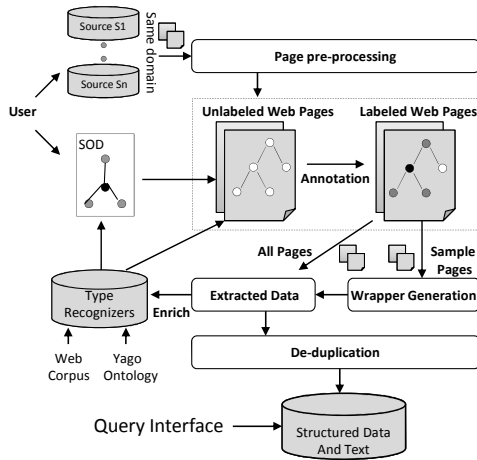 Source S1
Same domain
Source Sn
Page pre-processing
User
Unlabeled Web Pages
Labeled Web Pages
SOD
Annotation
All Pages
Sample
Pages
Type
Recognizers
Enrich
Extracted Data
Wrapper Generation
Web
Corpus
Yago
Ontology
De-duplication
Query Interface
Structured Data
And Text